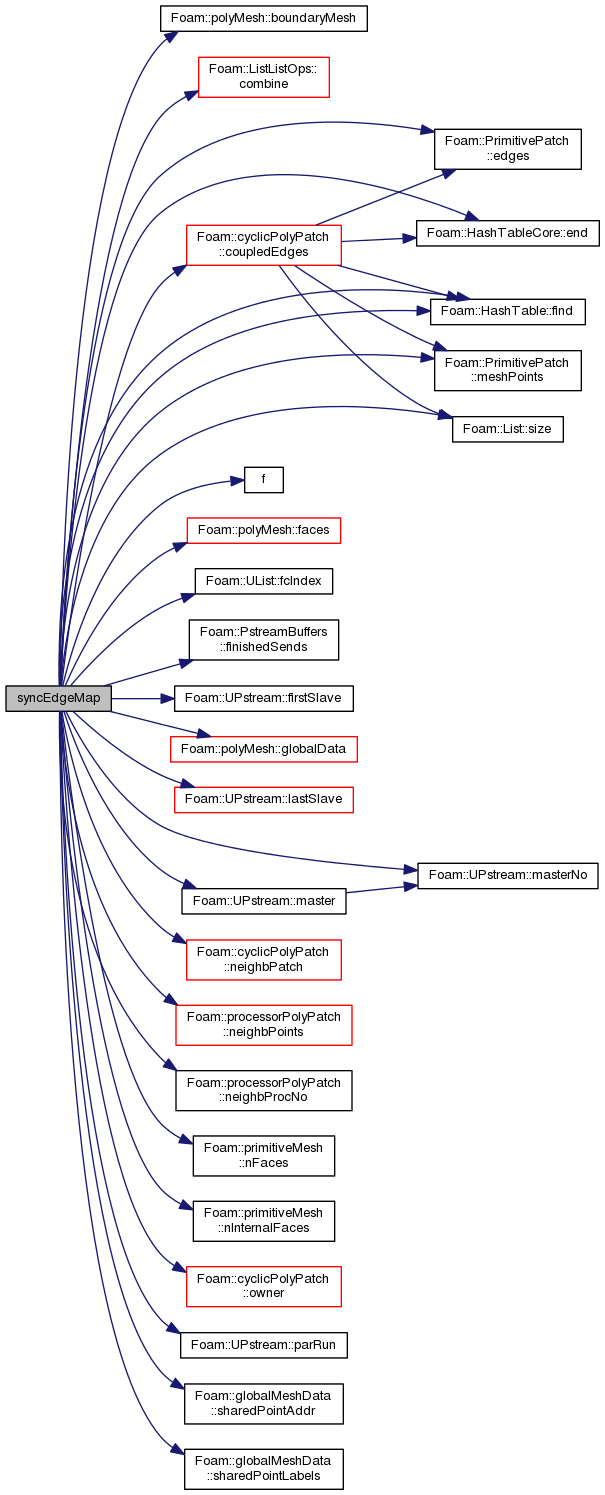 Foam::polyMesh::boundaryMesh
Foam::ListListOps::
combine
Foam::PrimitivePatch
::edges
Foam::cyclicPolyPatch
::coupledEdges
Foam::HashTableCore::end
Foam::HashTable::find
Foam::PrimitivePatch
::meshPoints
Foam::List::size
f
Foam::polyMesh::faces
Foam::UList::fcIndex
Foam::PstreamBuffers
::finishedSends
syncEdgeMap
Foam::UPstream::firstSlave
Foam::polyMesh::globalData
Foam::UPstream::lastSlave
Foam::UPstream::masterNo
Foam::UPstream::master
Foam::cyclicPolyPatch
::neighbPatch
Foam::processorPolyPatch
::neighbPoints
Foam::processorPolyPatch
::neighbProcNo
Foam::primitiveMesh
::nFaces
Foam::primitiveMesh
::nInternalFaces
Foam::cyclicPolyPatch
::owner
Foam::UPstream::parRun
Foam::globalMeshData
::sharedPointAddr
Foam::globalMeshData
::sharedPointLabels